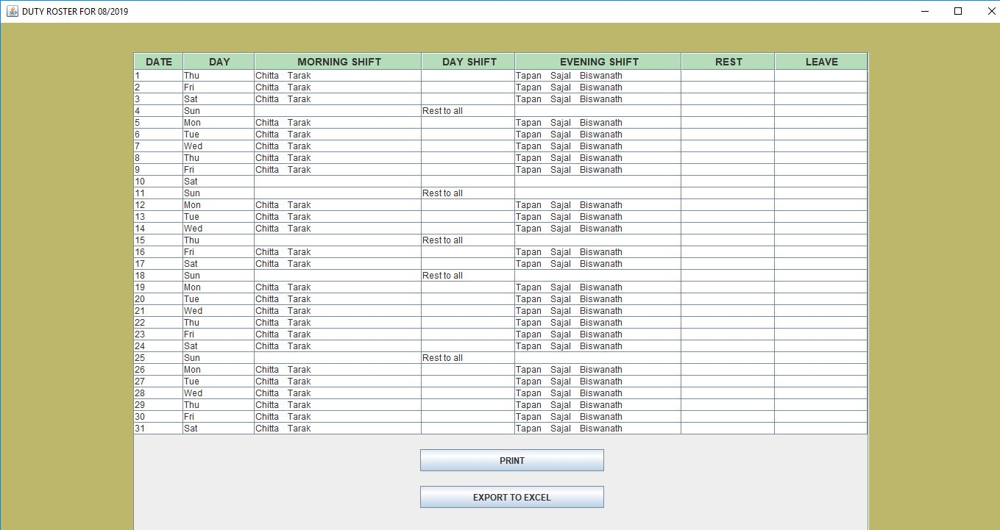 DUTY ROSTER FOR 08/2019
DATE DAY MORNING SHIFT DAY SHIFT EVENING SHIFT REST LEAVE
1 Thu Chitta Tarak Tapan Sajal Biswanath
2 Fri Chitta Tarak Tapan Sajal Biswanath
3 Sat Chitta Tarak Tapan Sajal Biswanath
4 Sun Rest to all
5 Mon Chitta Tarak Tapan Sajal Biswanath
6 Tue Chitta Tarak Tapan Sajal Biswanath
7 Wed Chitta Tarak Tapan Sajal Biswanath
8 Thu Chitta Tarak Tapan Sajal Biswanath
9 Fri Chitta Tarak Tapan Sajal Biswanath
10 Sat
11 Sun Rest to all
12 Mon Chitta Tarak Tapan Sajal Biswanath
13 Tue Chitta Tarak Tapan Sajal Biswanath
14 Wed Chitta Tarak Tapan Sajal Biswanath
15 Thu Rest to all
16 Fri Chitta Tarak Tapan Sajal Biswanath
17 Sat Chitta Tarak Tapan Sajal Biswanath
18 Sun Rest to all
19 Mon Chitta Tarak Tapan Sajal Biswanath
20 Tue Chitta Tarak Tapan Sajal Biswanath
21 Wed Chitta Tarak Tapan Sajal Biswanath
22 Thu Chitta Tarak Tapan Sajal Biswanath
23 Fri Chitta Tarak Tapan Sajal Biswanath
24 Sat Chitta Tarak Tapan Sajal Biswanath
25 Sun Rest to all
26 Mon Chitta Tarak Tapan Sajal Biswanath
27 Tue Chitta Tarak Tapan Sajal Biswanath
28 Wed Chitta Tarak Tapan Sajal Biswanath
29 Thu Chitta Tarak Tapan Sajal Biswanath
30 Fri Chitta Tarak Tapan Sajal Biswanath
31 Sat Chitta Tarak Tapan Sajal Biswanath
PRINT
EXPORT TO EXCEL